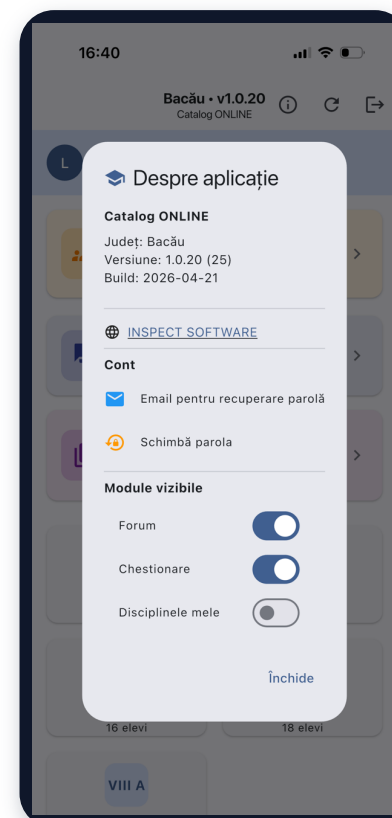 16:40
Bacău • v1.0.20
Catalog ONLINE
L
Despre aplicație
Catalog ONLINE
Județ: Bacău
Versiune: 1.0.20 (25)
Build: 2026-04-21
INSPECT SOFTWARE
Cont
Email pentru recuperare parolă
Schimbă parola
Module vizibile
Forum
Chestionare
Disciplinele mele
Închide
16 elevi
18 elevi
VIII A